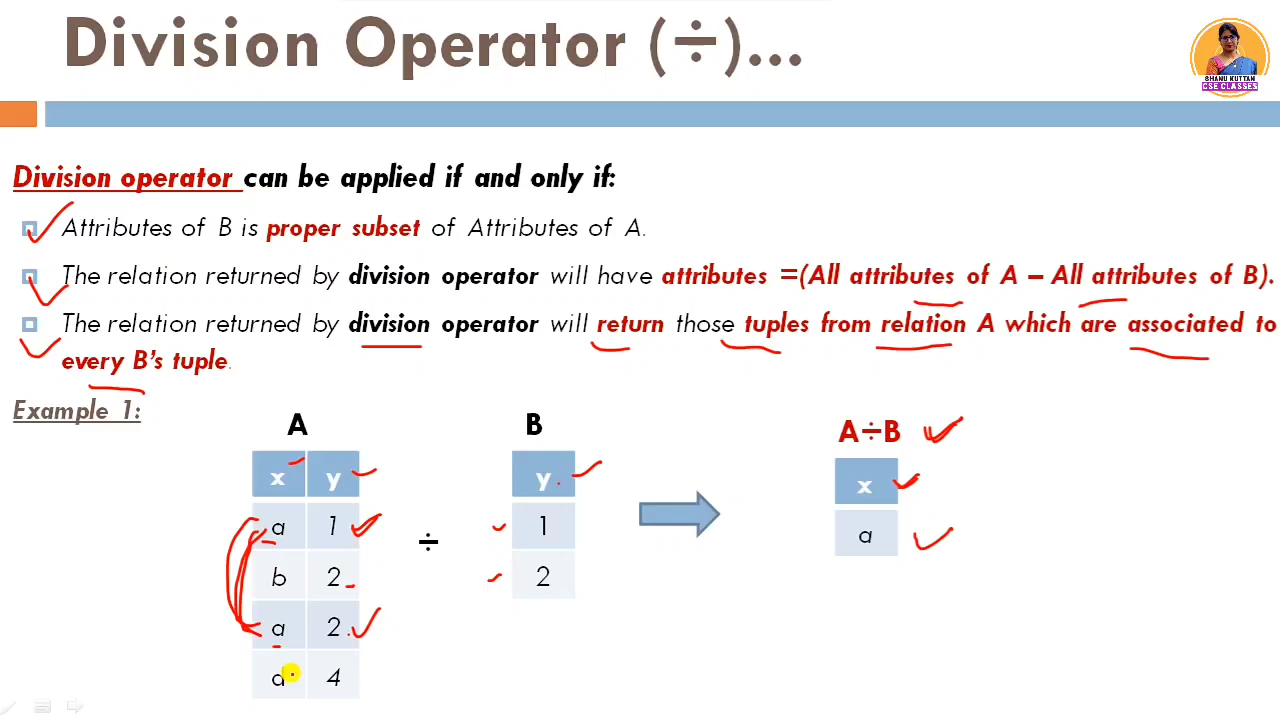 Division Operator (÷)...
BHANU KUTTAN
CSE CLASSES
Division operator can be applied if and only if:
Attributes of B is proper subset of Attributes of A.
The relation returned by division operator will have attributes =(All attributes of A – All attributes of B).
The relation returned by division operator will return those tuples from relation A which are associated to
every B's tuple.
Example 1:
A
x y
a 1
b 2
a 2
d 4
÷
B
y
1
2
A÷B
x
a